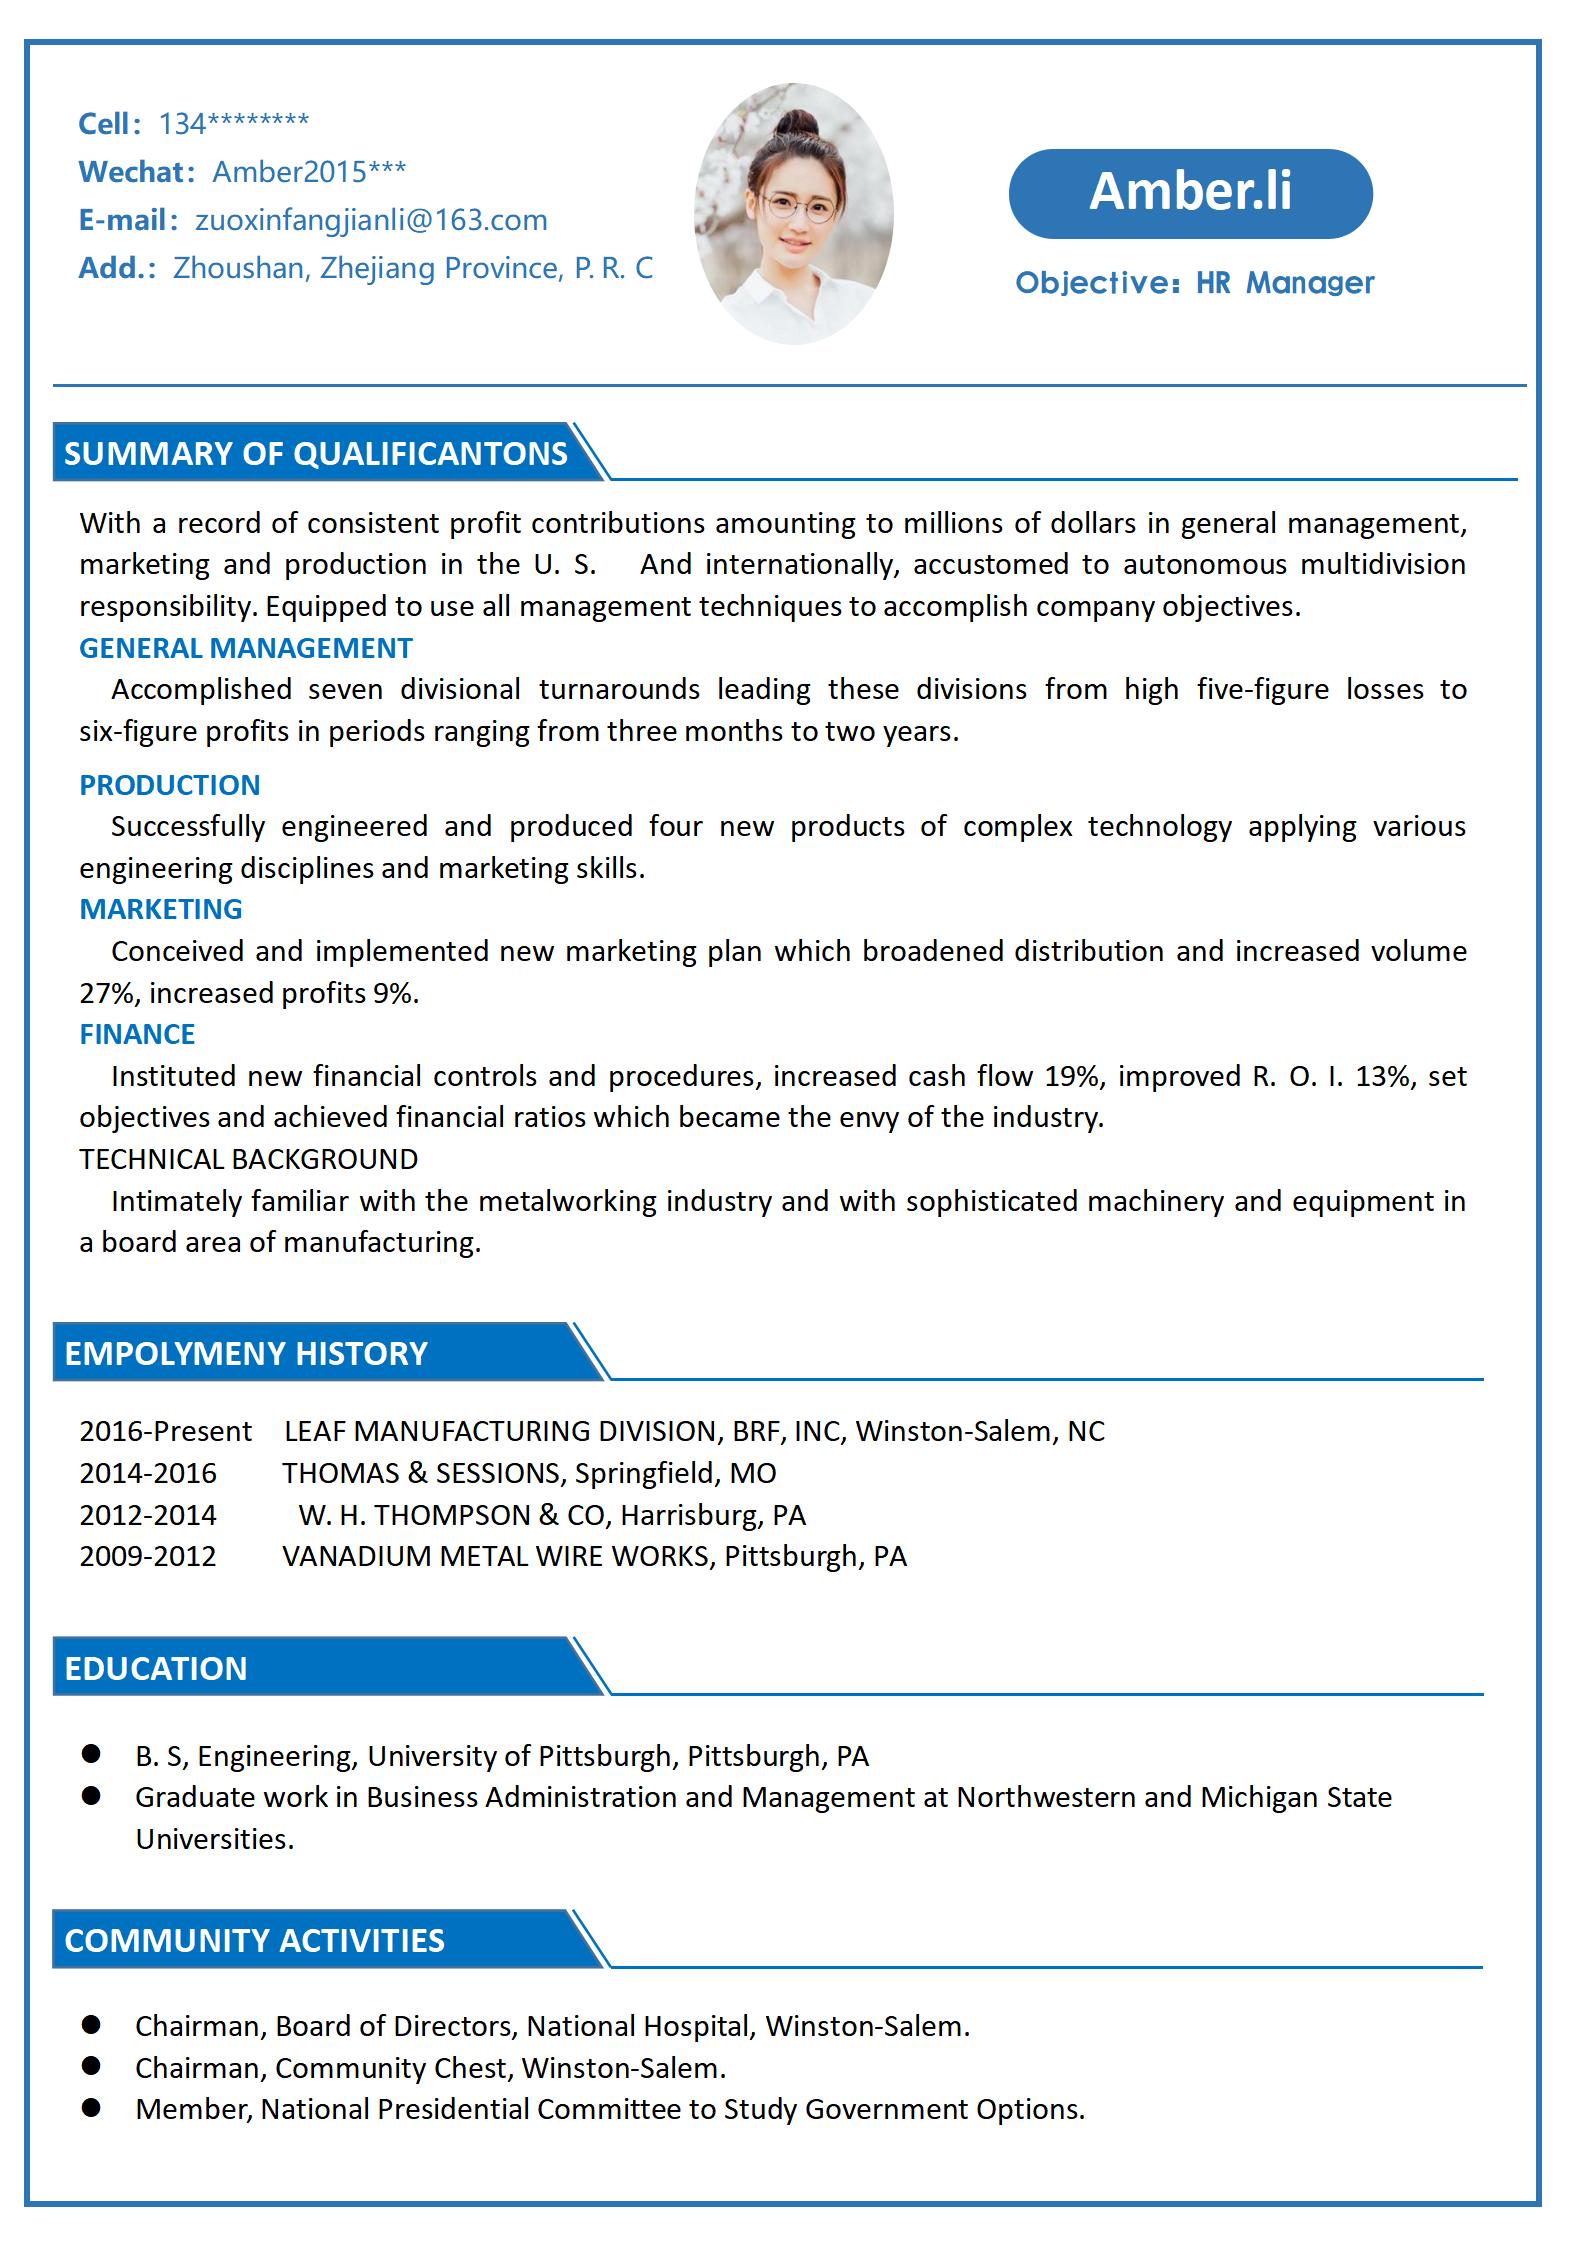 Cell： 134********
Wechat： Amber2015***
E-mail： zuoxinfangjianli@163.com
Add.： Zhoushan, Zhejiang Province, P. R. C
Amber.li
Objective： HR Manager
SUMMARY OF QUALIFICANTONS
With a record of consistent profit contributions amounting to millions of dollars in general management,
marketing and production in the U. S. And internationally, accustomed to autonomous multidivision
responsibility. Equipped to use all management techniques to accomplish company objectives.
GENERAL MANAGEMENT
Accomplished seven divisional turnarounds leading these divisions from high five-figure losses to
six-figure profits in periods ranging from three months to two years.
PRODUCTION
Successfully engineered and produced four new products of complex technology applying various
engineering disciplines and marketing skills.
MARKETING
Conceived and implemented new marketing plan which broadened distribution and increased volume
27%, increased profits 9%.
FINANCE
Instituted new financial controls and procedures, increased cash flow 19%, improved R. O. I. 13%, set
objectives and achieved financial ratios which became the envy of the industry.
TECHNICAL BACKGROUND
Intimately familiar with the metalworking industry and with sophisticated machinery and equipment in
a board area of manufacturing.
EMPOLYMENY HISTORY
2016-Present LEAF MANUFACTURING DIVISION, BRF, INC, Winston-Salem, NC
2014-2016 THOMAS & SESSIONS, Springfield, MO
2012-2014 W. H. THOMPSON & CO, Harrisburg, PA
2009-2012 VANADIUM METAL WIRE WORKS, Pittsburgh, PA
EDUCATION
● B. S, Engineering, University of Pittsburgh, Pittsburgh, PA
● Graduate work in Business Administration and Management at Northwestern and Michigan State
Universities.
COMMUNITY ACTIVITIES
● Chairman, Board of Directors, National Hospital, Winston-Salem.
● Chairman, Community Chest, Winston-Salem.
● Member, National Presidential Committee to Study Government Options.